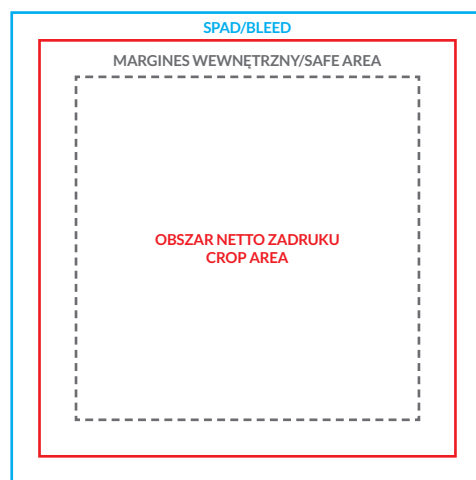 SPAD/BLEED
MARGINES WEWNĘTRZNY/SAFE AREA
OBSZAR NETTO ZADRUKU
CROP AREA